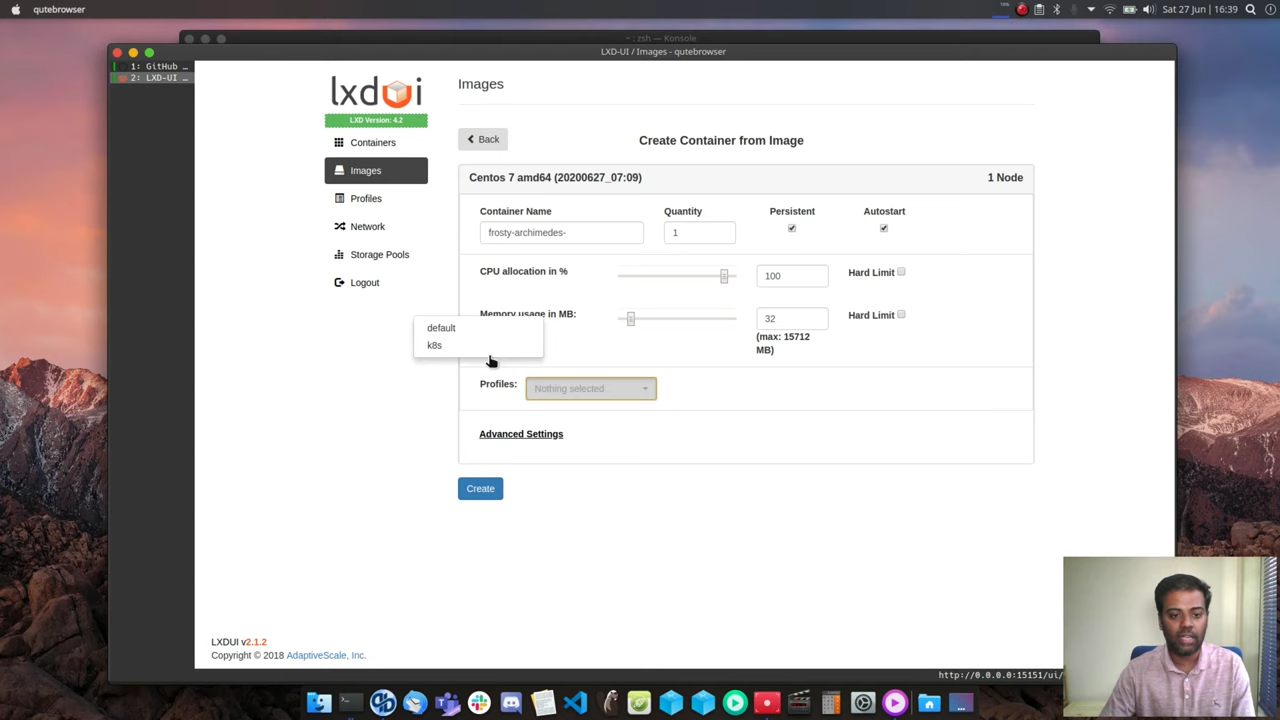 qutebrowser
Sat 27 Jun | 16:39
~ : zsh — Konsole
LXD-UI / Images - qutebrowser
1: GitHub …
2: LXD-UI …
lxdui
LXD Version: 4.2
Containers
Images
Profiles
Network
Storage Pools
Logout
Images
Back
Create Container from Image
Centos 7 amd64 (20200627_07:09)
1 Node
Container Name
Quantity
Persistent
Autostart
frosty-archimedes-
1
CPU allocation in %
100
Hard Limit
Memory usage in MB:
32
Hard Limit
(max: 15712
MB)
default
k8s
Profiles:
Nothing selected
Advanced Settings
Create
LXDUI v2.1.2
Copyright © 2018 AdaptiveScale, Inc.
http://0.0.0.0:15151/ui/